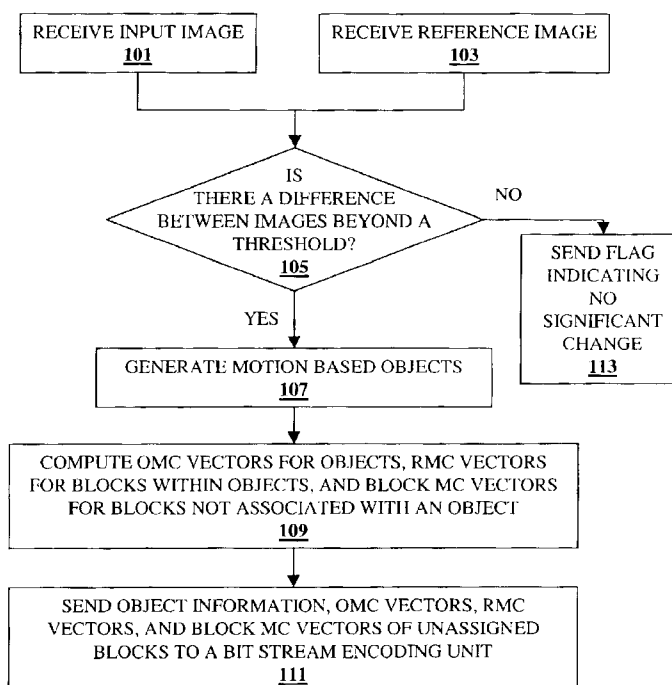 RECEIVE INPUT IMAGE
101
RECEIVE REFERENCE IMAGE
103
IS
THERE A DIFFERENCE
BETWEEN IMAGES BEYOND A
THRESHOLD?
105
NO
SEND FLAG
INDICATING
NO
SIGNIFICANT
CHANGE
113
YES
GENERATE MOTION BASED OBJECTS
107
COMPUTE OMC VECTORS FOR OBJECTS, RMC VECTORS
FOR BLOCKS WITHIN OBJECTS, AND BLOCK MC VECTORS
FOR BLOCKS NOT ASSOCIATED WITH AN OBJECT
109
SEND OBJECT INFORMATION, OMC VECTORS, RMC
VECTORS, AND BLOCK MC VECTORS OF UNASSIGNED
BLOCKS TO A BIT STREAM ENCODING UNIT
111